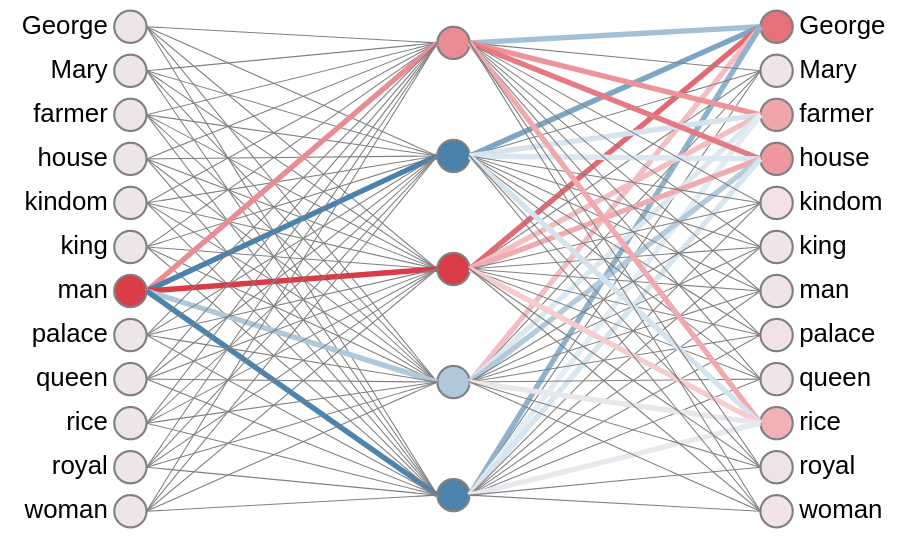 George
Mary
farmer
house
kindom
king
man
palace
queen
rice
royal
woman
George
Mary
farmer
house
kindom
king
man
palace
queen
rice
royal
woman